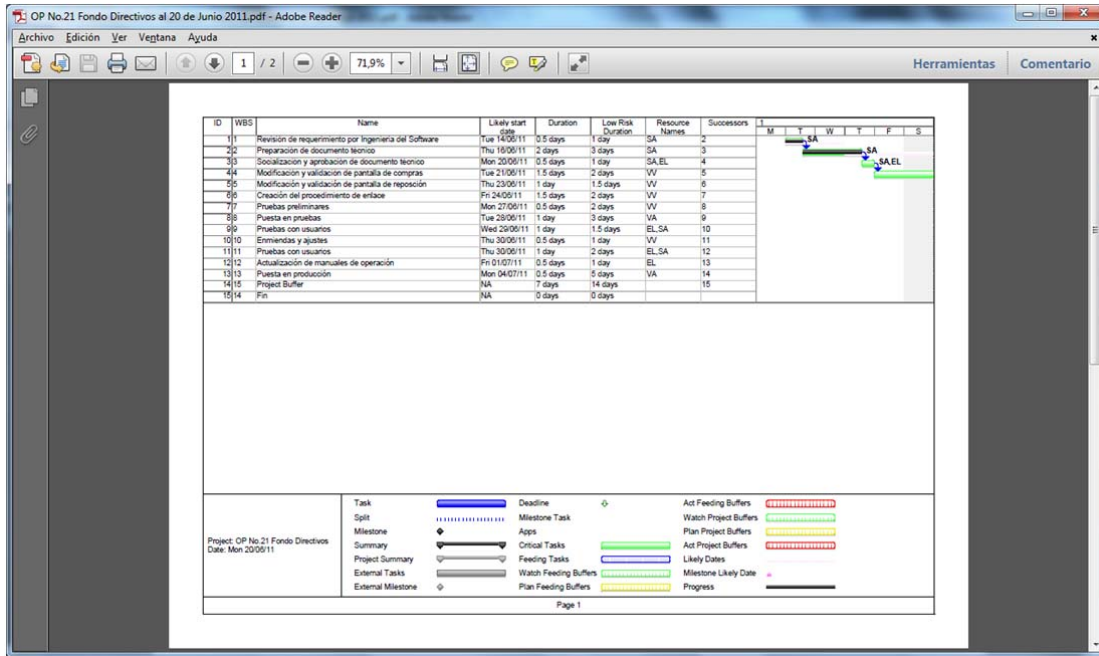 OP No.21 Fondo Directivos al 20 de Junio 2011.pdf - Adobe Reader
Archivo Edición Ver Ventana Ayuda
1 / 2 71,9% Herramientas Comentario
ID WBS Name Likely start date Duration Low Risk Duration Resource Names Successors 1
M T W T F S
1 1 Revisión de requerimiento por Ingenieria del Software Tue 14/06/11 0.5 days 1 day SA 2 SA
2 2 Preparación de documento técnico Thu 16/06/11 2 days 3 days SA 3 SA
3 3 Socialización y aprobación de documento técnico Mon 20/06/11 0.5 days 1 day SA,EL 4 SA,EL
4 4 Modificación y validación de pantalla de compras Tue 21/06/11 1.5 days 2 days VV 5
5 5 Modificación y validación de pantalla de reposción Thu 23/06/11 1 day 1.5 days VV 6
6 6 Creación del procedimiento de enlace Fri 24/06/11 1.5 days 2 days VV 7
7 7 Pruebas preliminares Mon 27/06/11 0.5 days 2 days VV 8
8 8 Puesta en pruebas Tue 28/06/11 1 day 3 days VA 9
9 9 Pruebas con usuarios Wed 29/06/11 1 day 1.5 days EL,SA 10
10 10 Enmiendas y ajustes Thu 30/06/11 0.5 days 1 day VV 11
11 11 Pruebas con usuarios Thu 30/06/11 1 day 2 days EL,SA 12
12 12 Actualización de manuales de operación Fri 01/07/11 0.5 days 1 day EL 13
13 13 Puesta en producción Mon 04/07/11 0.5 days 5 days VA 14
14 15 Project Buffer NA 7 days 14 days 15
15 14 Fin NA 0 days 0 days
Project: OP No.21 Fondo Directivos
Date: Mon 20/06/11
Task Deadline Act Feeding Buffers
Split Milestone Task Watch Project Buffers
Milestone Apps Plan Project Buffers
Summary Critical Tasks Act Project Buffers
Project Summary Feeding Tasks Likely Dates
External Tasks Watch Feeding Buffers Milestone Likely Date
External Milestone Plan Feeding Buffers Progress
Page 1